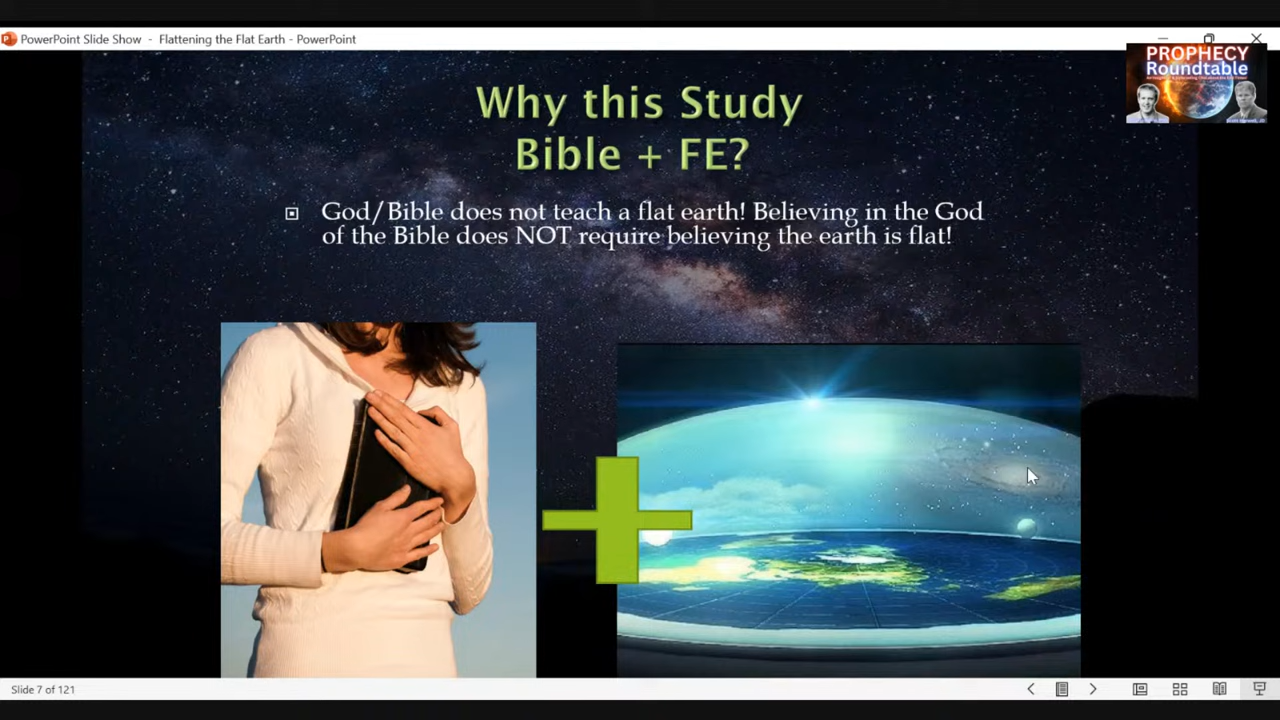 PowerPoint Slide Show - Flattening the Flat Earth - PowerPoint
PROPHECY
Roundtable
Why this Study
Bible + FE?
God/Bible does not teach a flat earth! Believing in the God
of the Bible does NOT require believing the earth is flat!
Slide 7 of 121